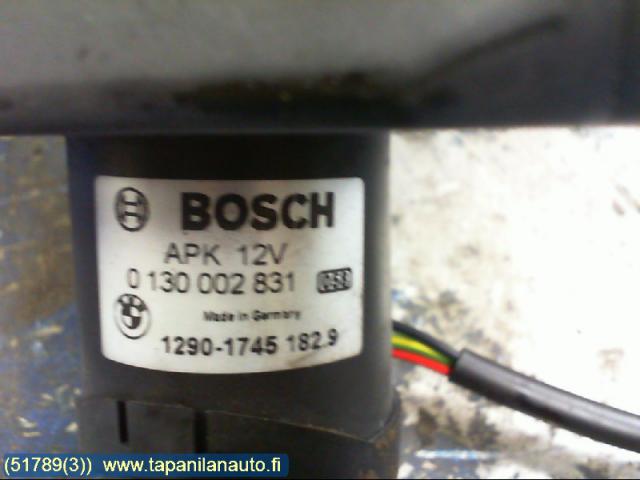 BOSCH
APK 12V
0 130 002 831
Made in Germany
1290-1745 182.9
(51789(3)) www.tapanilanauto.fi